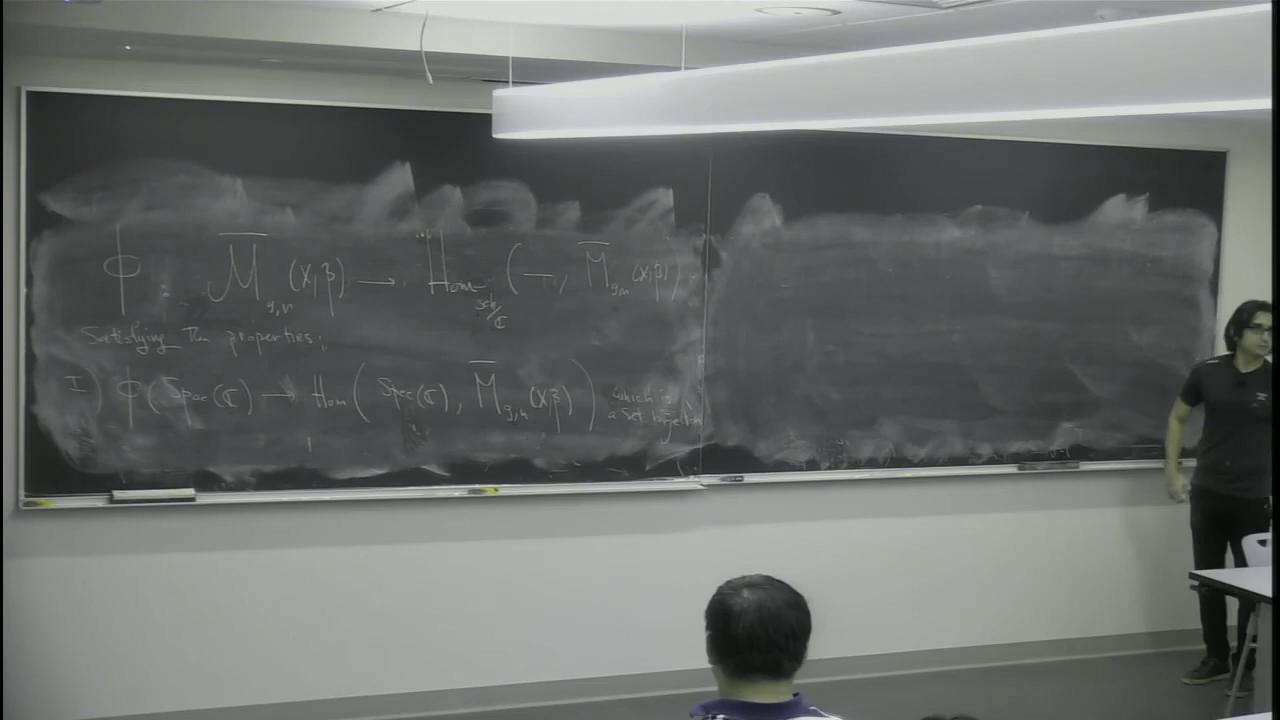 ϕ : M̅_{g,n} (X,β) → Hom_{Sch/ℂ} ( —, M̅_{g,n} (X,β) )
Satisfying the properties:
I) ϕ(Spec(ℂ) → Hom( Spec(ℂ), M̅_{g,n} (X,β) ) which is
a set bijection